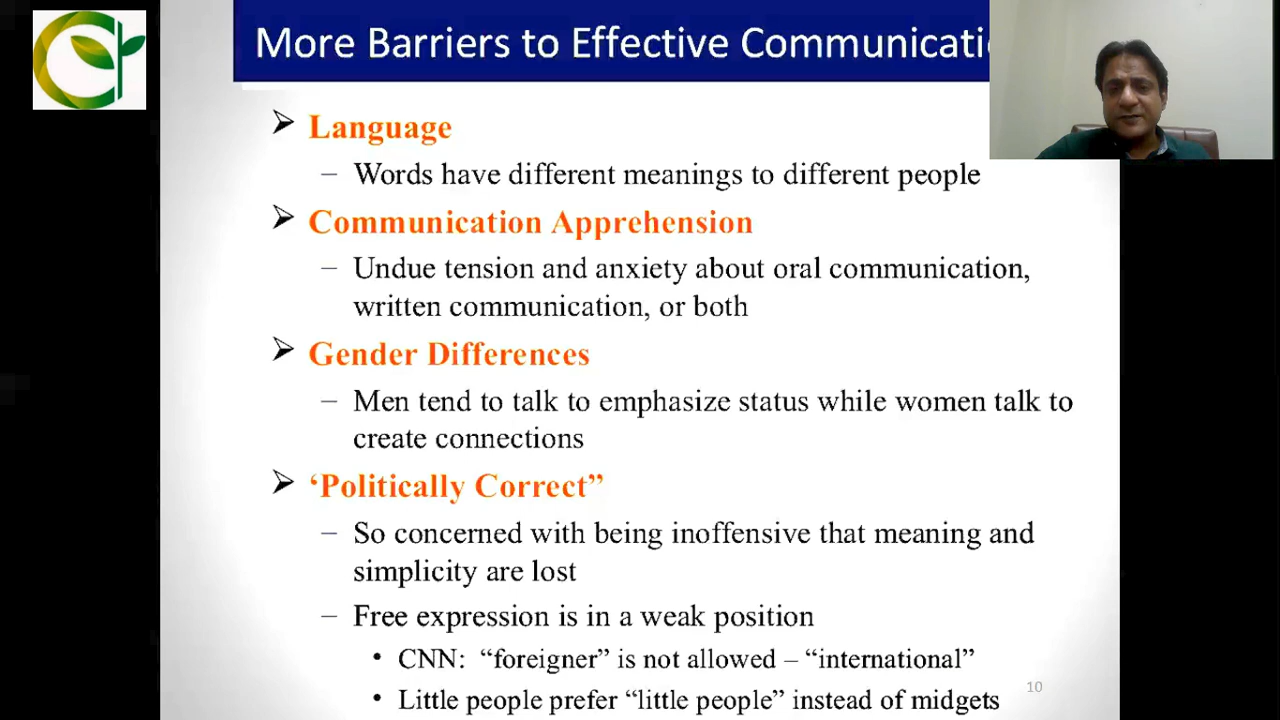 More Barriers to Effective Communicati
➢ Language
– Words have different meanings to different people
➢ Communication Apprehension
– Undue tension and anxiety about oral communication,
written communication, or both
➢ Gender Differences
– Men tend to talk to emphasize status while women talk to
create connections
➢ ‘Politically Correct”
– So concerned with being inoffensive that meaning and
simplicity are lost
– Free expression is in a weak position
• CNN: “foreigner” is not allowed – “international”
• Little people prefer “little people” instead of midgets
10